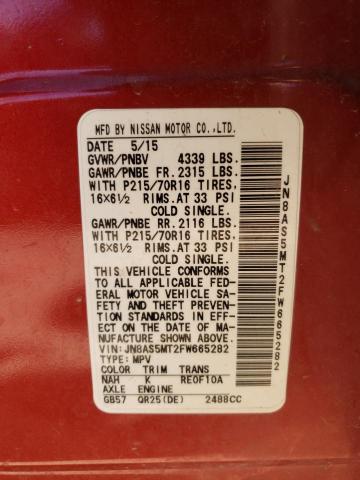 MFD BY NISSAN MOTOR CO.,LTD.
DATE 5/15
GVWR/PNBV 4339 LBS.
GAWR/PNBE FR. 2315 LBS.
WITH P215/70R16 TIRES,
16X6½ RIMS.AT 33 PSI
COLD SINGLE.
GAWR/PNBE RR. 2116 LBS.
WITH P215/70R16 TIRES,
16X6½ RIMS.AT 33 PSI
COLD SINGLE.
THIS VEHICLE CONFORMS
TO ALL APPLICABLE FED-
ERAL MOTOR VEHICLE SA-
FETY AND THEFT PREVENTION
STANDARDS IN EFFECT
ON THE DATE OF MA-
NUFACTURE SHOWN ABOVE.
VIN:JN8AS5MT2FW665282
TYPE:MPV
COLOR TRIM TRANS
NAH K RE0F10A
AXLE ENGINE
GB57 QR25(DE) 2488CC
JN8AS5MT2FW665282